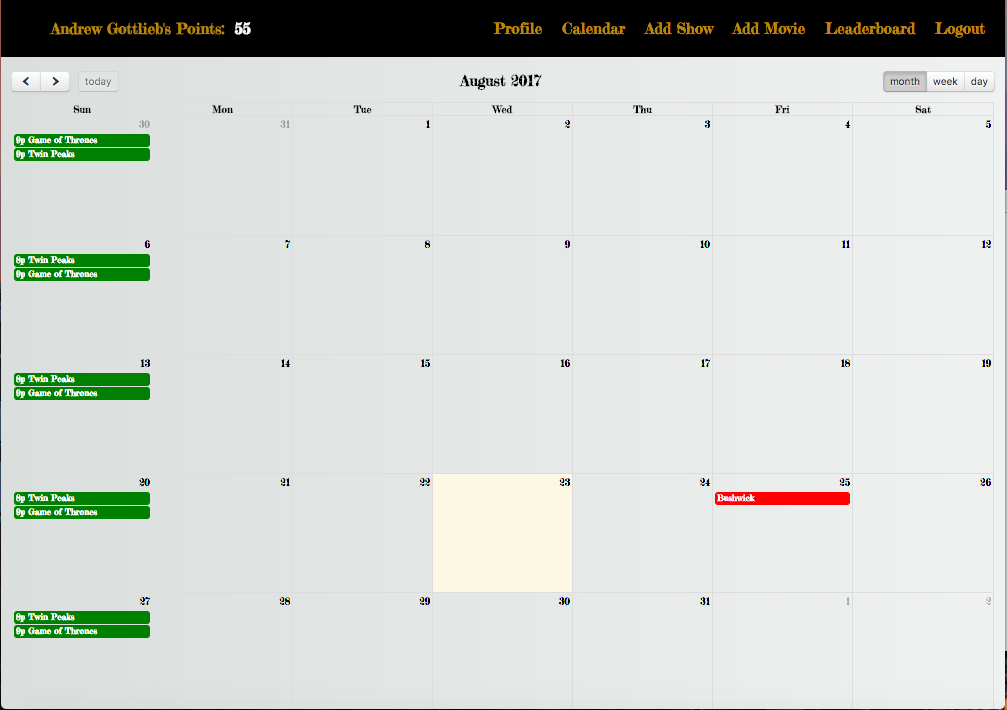 Andrew Gottlieb's Points: 55 Profile Calendar Add Show Add Movie Leaderboard Logout
today August 2017 month week day
Sun Mon Tue Wed Thu Fri Sat
30 31 1 2 3 4 5
9p Game of Thrones
9p Twin Peaks
6 7 8 9 10 11 12
8p Twin Peaks
9p Game of Thrones
13 14 15 16 17 18 19
8p Twin Peaks
9p Game of Thrones
20 21 22 23 24 25 26
8p Twin Peaks Bushwick
9p Game of Thrones
27 28 29 30 31 1 2
8p Twin Peaks
9p Game of Thrones